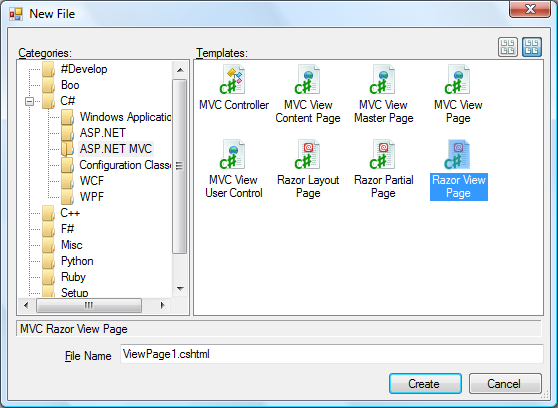 New File
Categories:
Templates:
#Develop
Boo
C#
Windows Applicatio
ASP.NET
ASP.NET MVC
Configuration Classe
WCF
WPF
C++
F#
Misc
Python
Ruby
Setup
MVC Controller
MVC View
Content Page
MVC View
Master Page
MVC View
Page
MVC View
User Control
Razor Layout
Page
Razor Partial
Page
Razor View
Page
MVC Razor View Page
File Name
ViewPage1.cshtml
Create
Cancel